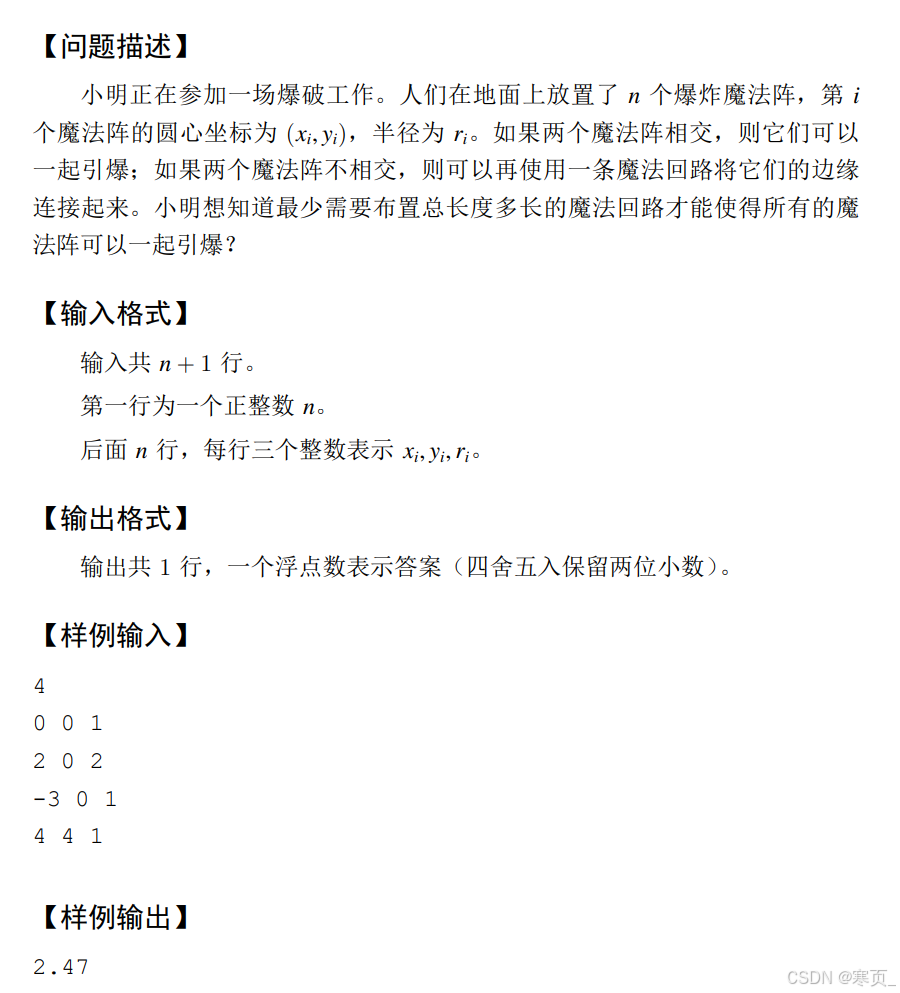 【问题描述】
小明正在参加一场爆破工作。人们在地面上放置了 n 个爆炸魔法阵，第 i
个魔法阵的圆心坐标为 (xi,yi)，半径为 ri。如果两个魔法阵相交，则它们可以
一起引爆；如果两个魔法阵不相交，则可以再使用一条魔法回路将它们的边缘
连接起来。小明想知道最少需要布置总长度多长的魔法回路才能使得所有的魔
法阵可以一起引爆？
【输入格式】
输入共 n + 1 行。
第一行为一个正整数 n。
后面 n 行，每行三个整数表示 xi,yi,ri。
【输出格式】
输出共 1 行，一个浮点数表示答案（四舍五入保留两位小数）。
【样例输入】
4
0 0 1
2 0 2
-3 0 1
4 4 1
【样例输出】
2.47
CSDN @寒页_